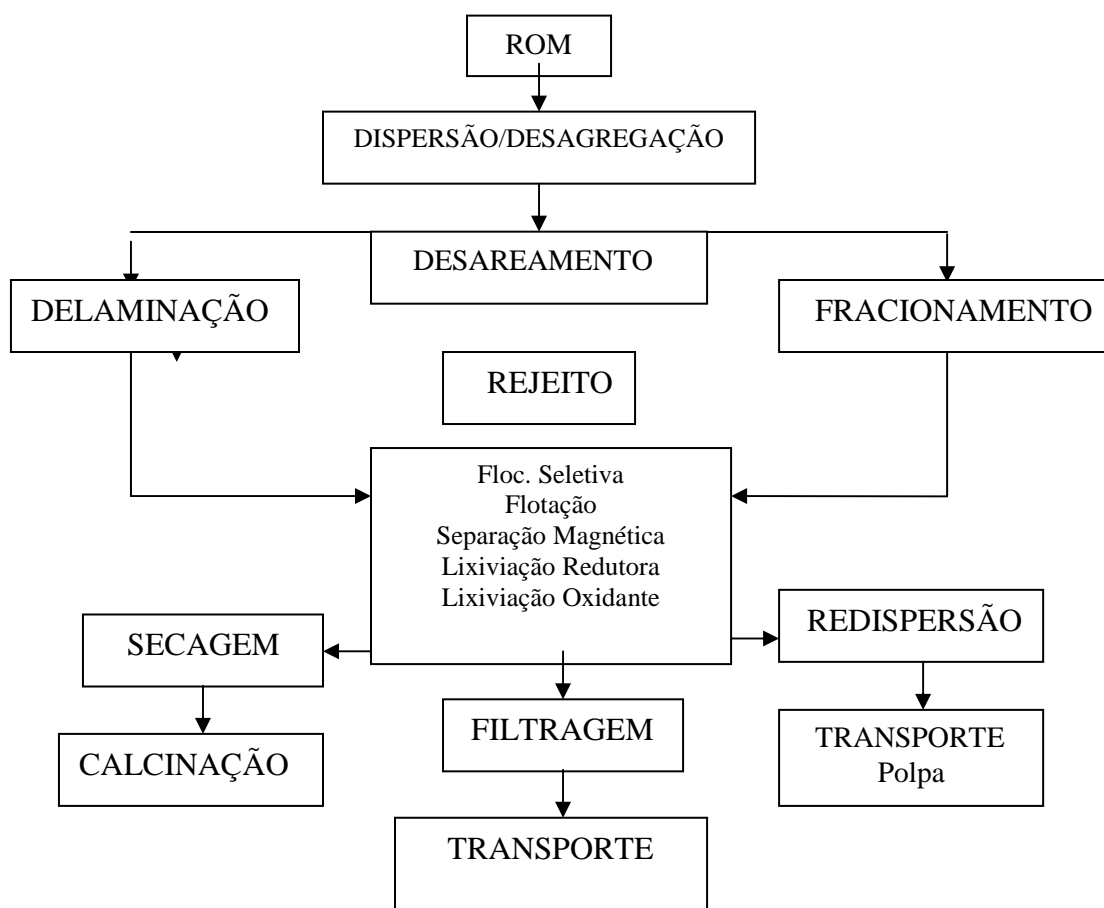 ROM
DISPERSÃO/DESAGREGAÇÃO
DESAREAMENTO
DELAMINAÇÃO
FRACIONAMENTO
REJEITO
Floc. Seletiva
Flotação
Separação Magnética
Lixiviação Redutora
Lixiviação Oxidante
SECAGEM
REDISPERSÃO
FILTRAGEM
CALCINAÇÃO
TRANSPORTE
Polpa
TRANSPORTE